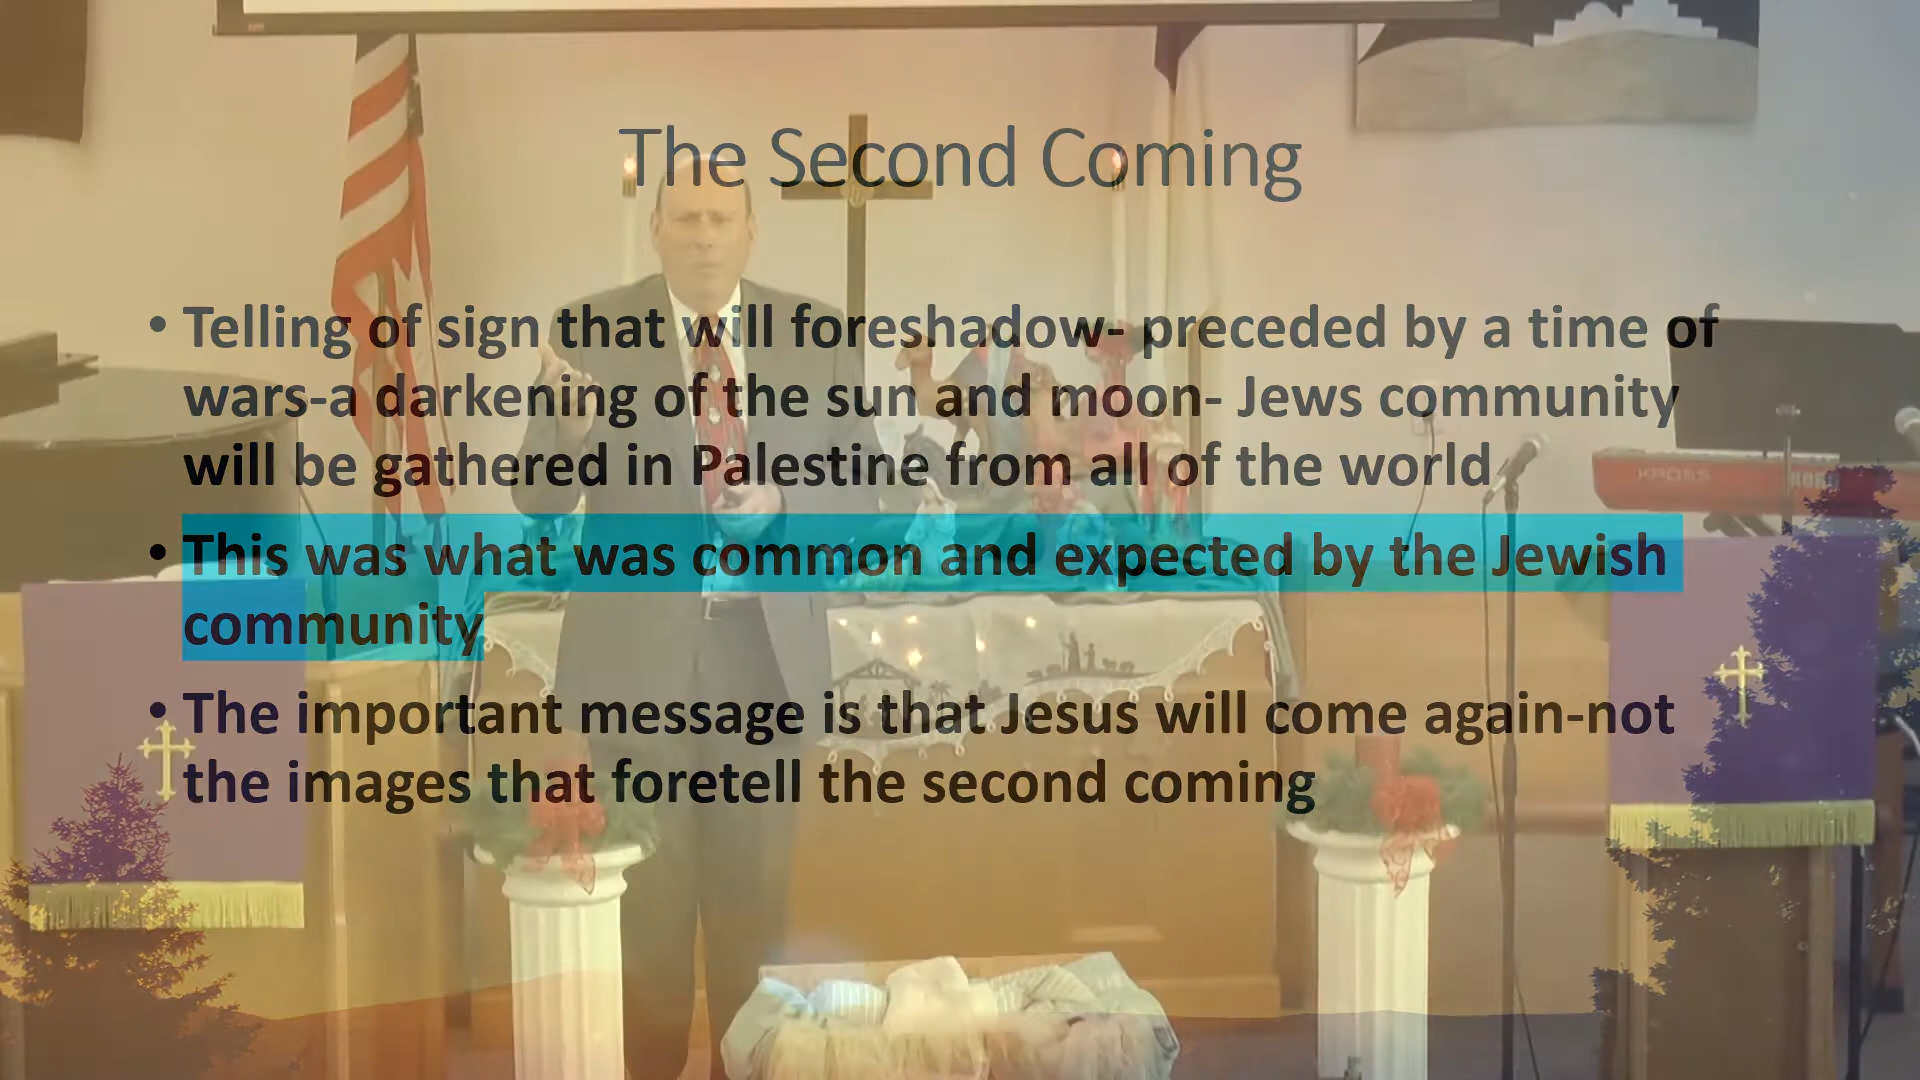 The Second Coming
• Telling of sign that will foreshadow- preceded by a time of
wars-a darkening of the sun and moon- Jews community
will be gathered in Palestine from all of the world
• This was what was common and expected by the Jewish
community
• The important message is that Jesus will come again-not
the images that foretell the second coming
KROSS
KORG